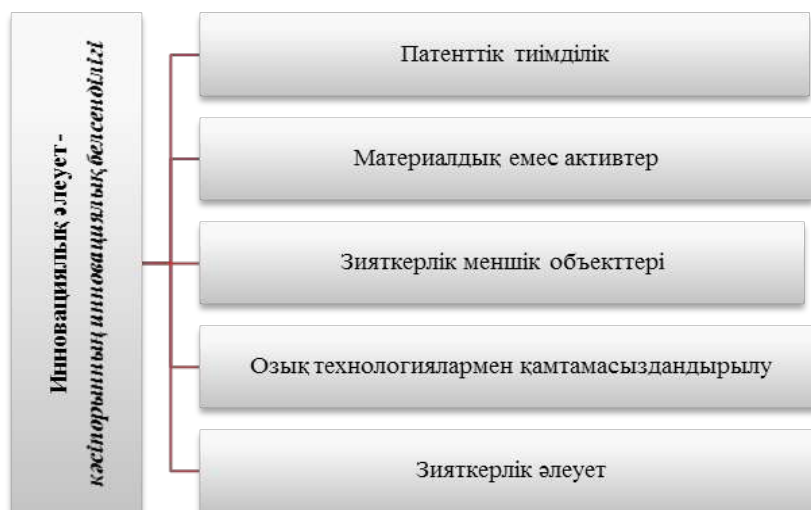 Инновациялық әлеует -
кәсіпорынның инновациялық белсенділігі
Патенттік тиімділік
Материалдық емес активтер
Зияткерлік меншік объекттері
Озық технологиялармен қамтамасыздандырылу
Зияткерлік әлеует